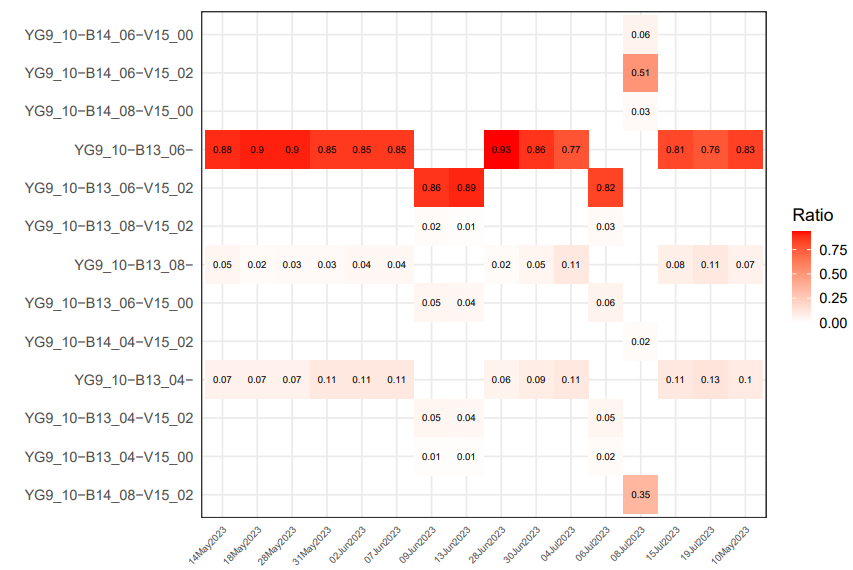 YG9_10−B14_06−V15_00 0.06
YG9_10−B14_06−V15_02 0.51
YG9_10−B14_08−V15_00 0.03
YG9_10−B13_06− 0.88 0.9 0.9 0.85 0.85 0.85 0.93 0.86 0.77 0.81 0.76 0.83
YG9_10−B13_06−V15_02 0.86 0.89 0.82
YG9_10−B13_08−V15_02 0.02 0.01 0.03
YG9_10−B13_08− 0.05 0.02 0.03 0.03 0.04 0.04 0.02 0.05 0.11 0.08 0.11 0.07
YG9_10−B13_06−V15_00 0.05 0.04 0.06
YG9_10−B14_04−V15_02 0.02
YG9_10−B13_04− 0.07 0.07 0.07 0.11 0.11 0.11 0.06 0.09 0.11 0.11 0.13 0.1
YG9_10−B13_04−V15_02 0.05 0.04 0.05
YG9_10−B13_04−V15_00 0.01 0.01 0.02
YG9_10−B14_08−V15_02 0.35
14May2023 18May2023 28May2023 31May2023 02Jun2023 07Jun2023 09Jun2023 13Jun2023 28Jun2023 30Jun2023 04Jul2023 06Jul2023 08Jul2023 15Jul2023 19Jul2023 10May2023
Ratio
0.75
0.50
0.25
0.00